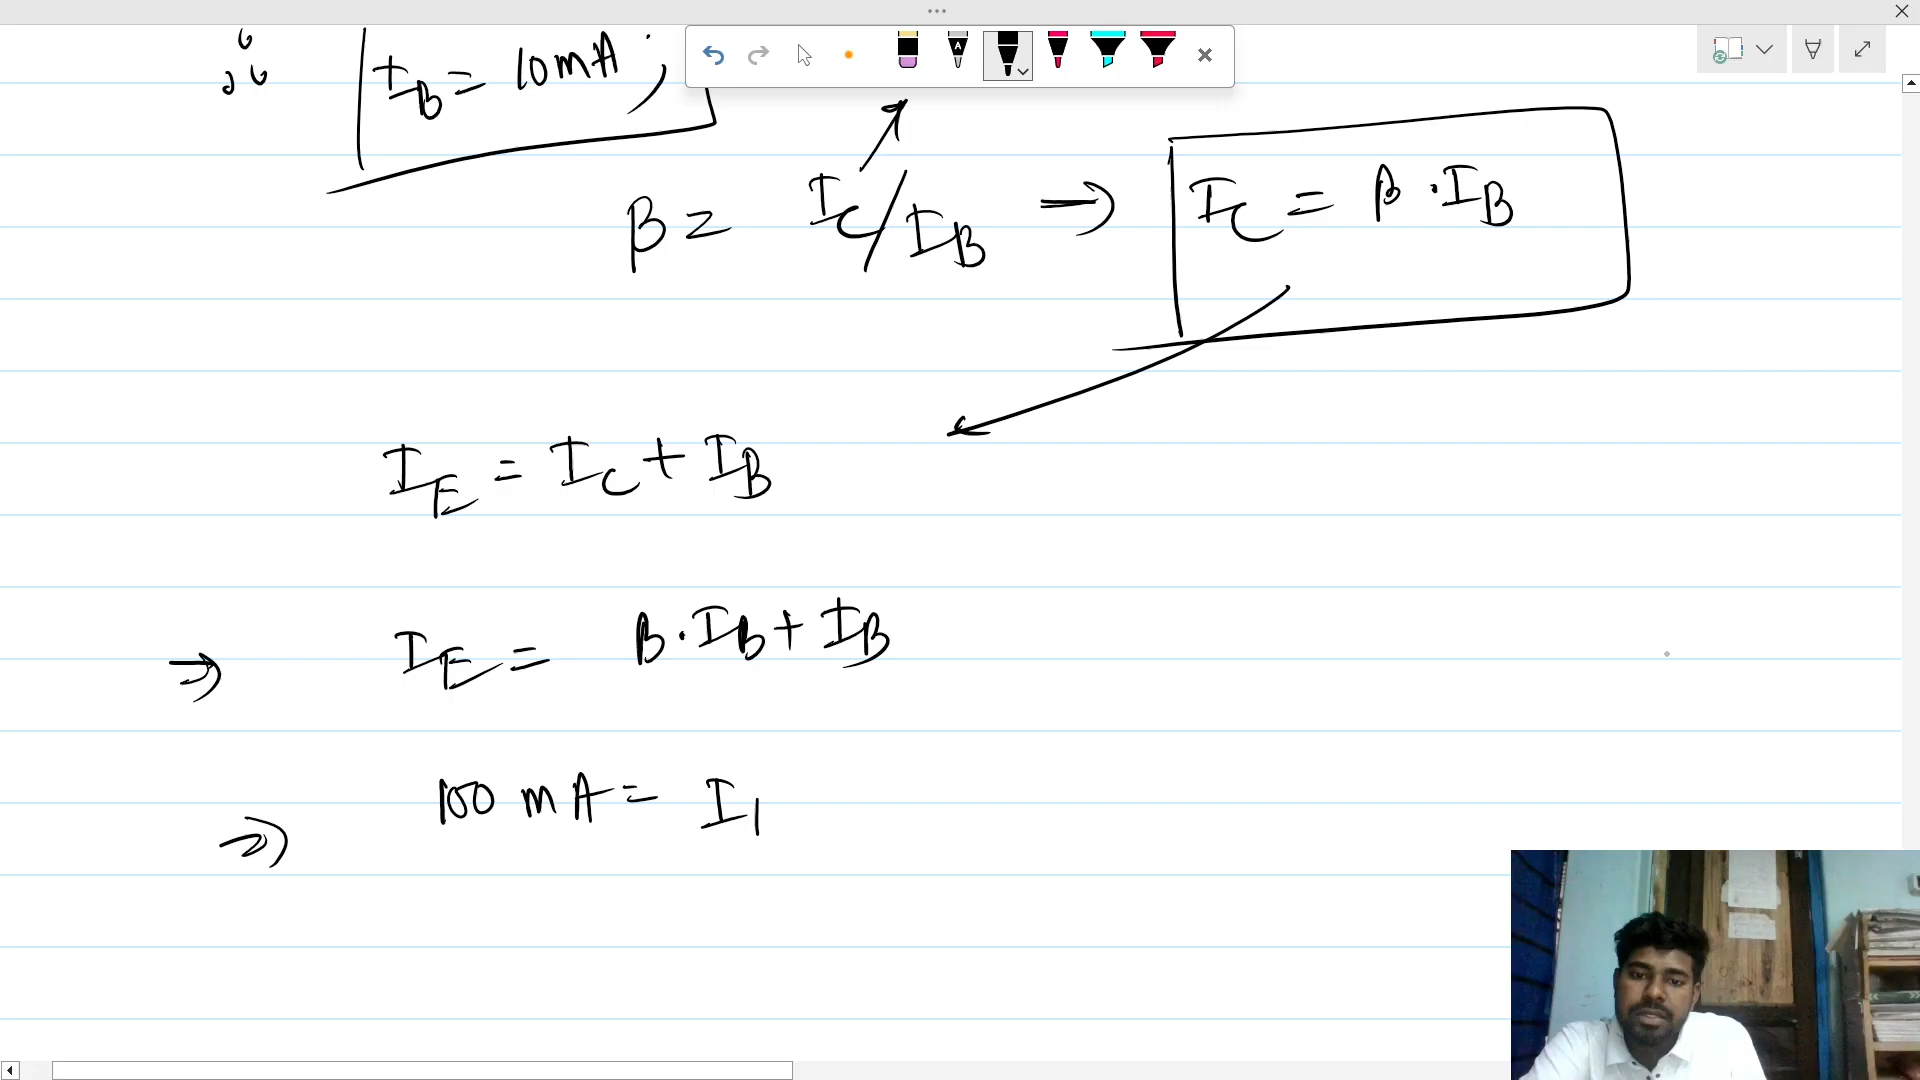 I_B = 10mA ;
β = I_C/I_B ⇒ I_C = β · I_B
I_E = I_C + I_B
⇒ I_E = β · I_B + I_B
⇒ 100 mA = I